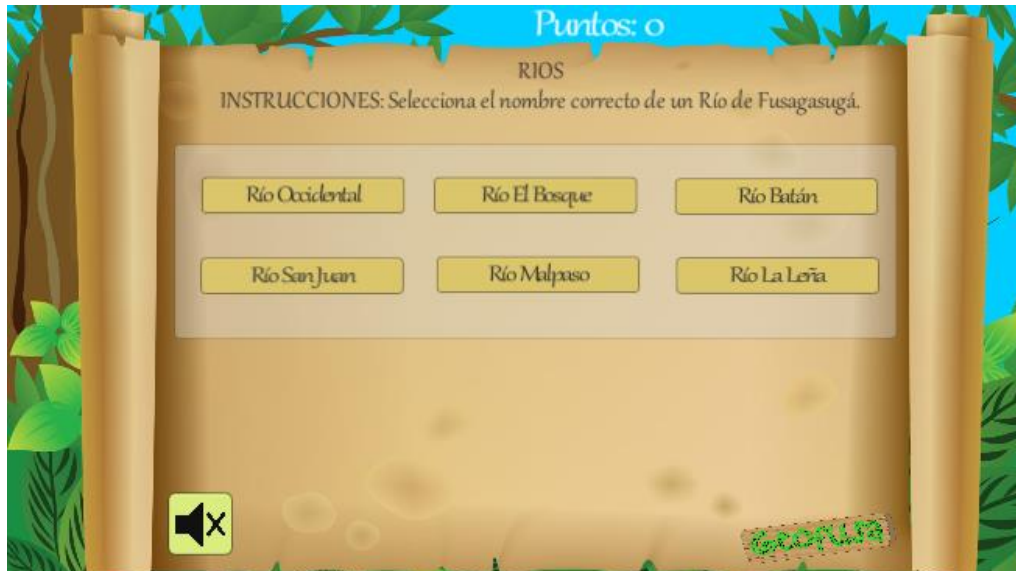 Puntos: 0
RIOS
INSTRUCCIONES: Selecciona el nombre correcto de un Río de Fusagasugá.
Río Occidental
Río El Bosque
Río Batán
Río San Juan
Río Malpaso
Río La Leña
Geofusa